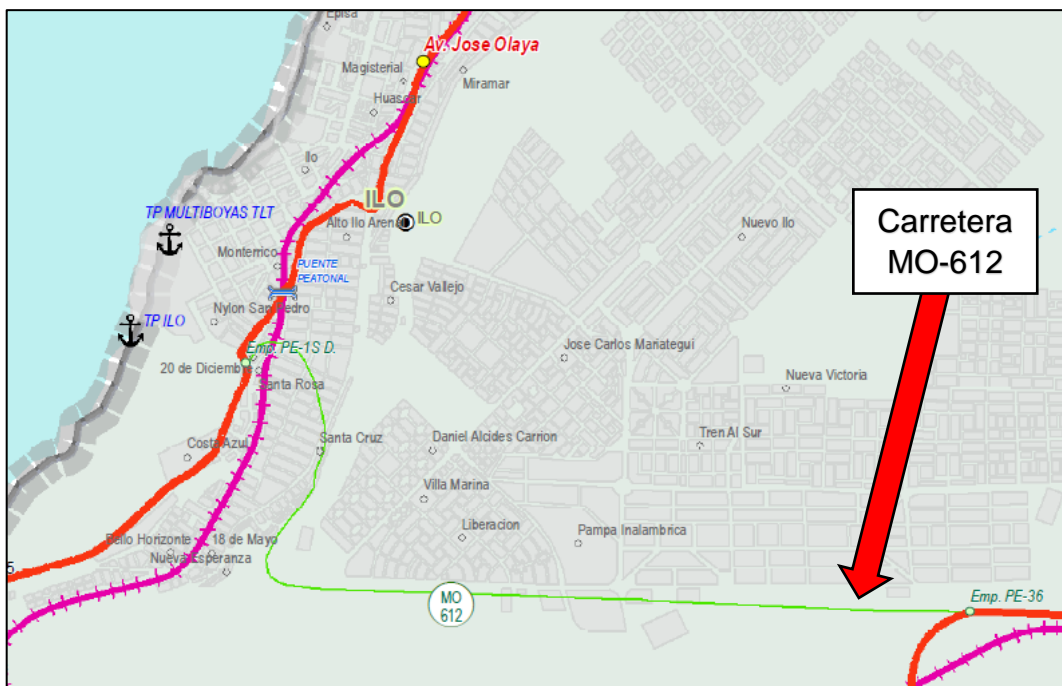 Episa
Av. Jose Olaya
Magisterial
Miramar
Huascar
Ilo
ILO
ILO
TP MULTIBOYAS TLT
Alto Ilo Arenal
Nuevo Ilo
Carretera
MO-612
Monterrico
PUENTE
PEATONAL
Cesar Vallejo
Nylon San Pedro
TP ILO
Emp. PE-1S D.
Jose Carlos Mariategui
20 de Diciembre
Santa Rosa
Nueva Victoria
Costa Azul
Santa Cruz
Daniel Alcides Carrion
Tren Al Sur
Villa Marina
Liberacion
Pampa Inalambrica
Bello Horizonte
18 de Mayo
Nueva Esperanza
5
MO
612
Emp. PE-36